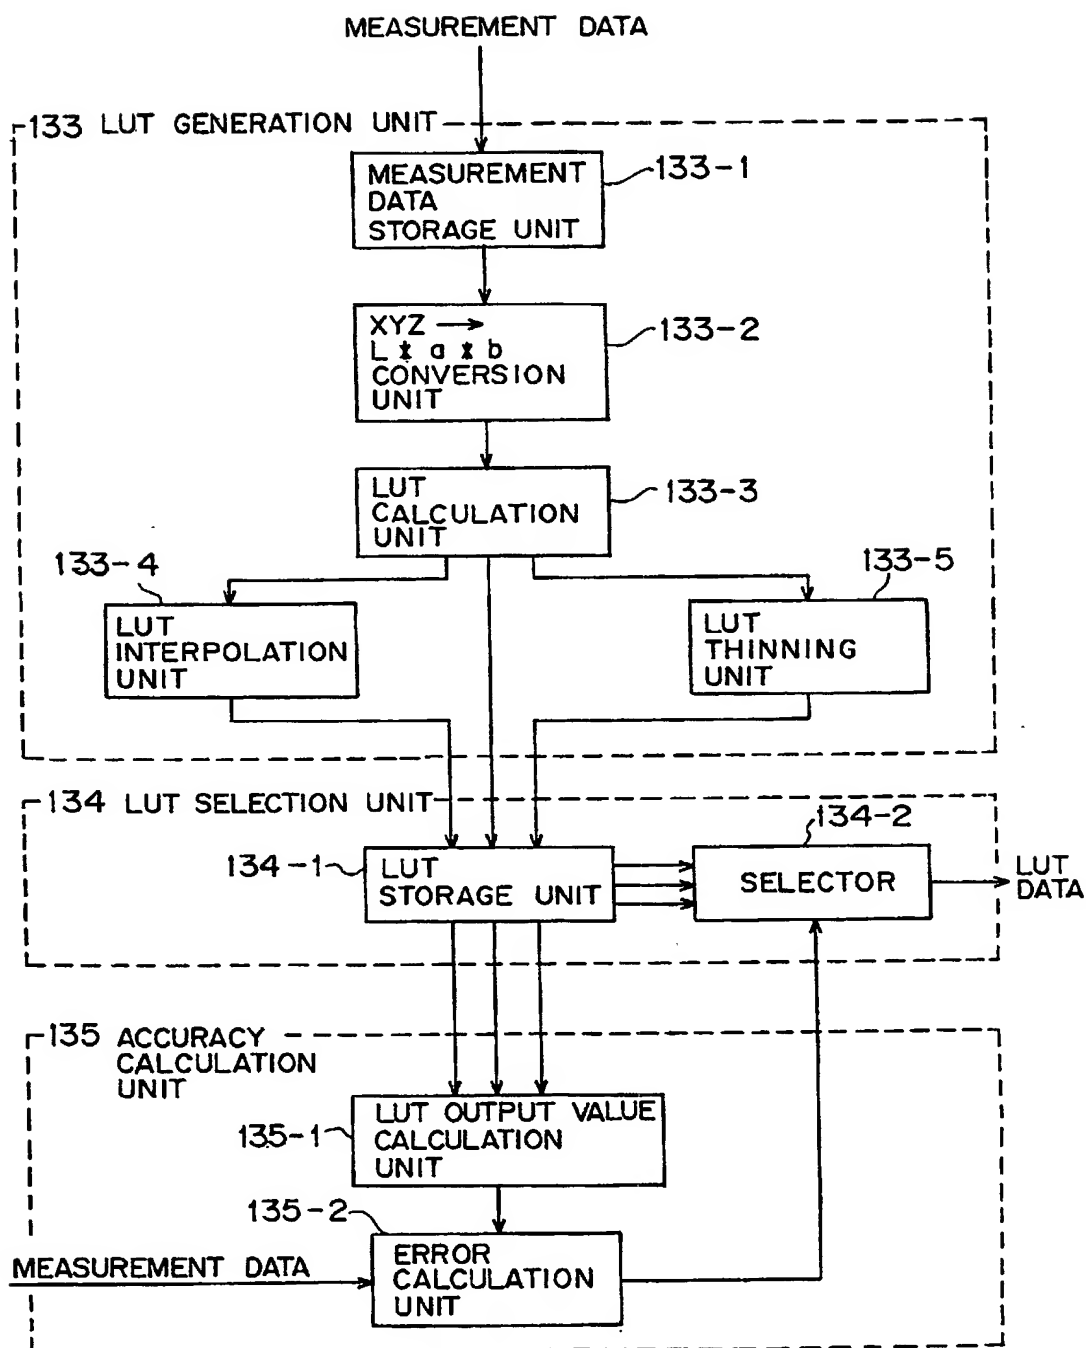 MEASUREMENT DATA
133 LUT GENERATION UNIT
MEASUREMENT
DATA
STORAGE UNIT
133-1
XYZ →
L * a * b
CONVERSION
UNIT
133-2
LUT
CALCULATION
UNIT
133-3
133-4
LUT
INTERPOLATION
UNIT
133-5
LUT
THINNING
UNIT
134 LUT SELECTION UNIT
134-1
LUT
STORAGE UNIT
134-2
SELECTOR
LUT
DATA
135 ACCURACY
CALCULATION
UNIT
135-1
LUT OUTPUT VALUE
CALCULATION
UNIT
135-2
ERROR
CALCULATION
UNIT
MEASUREMENT DATA